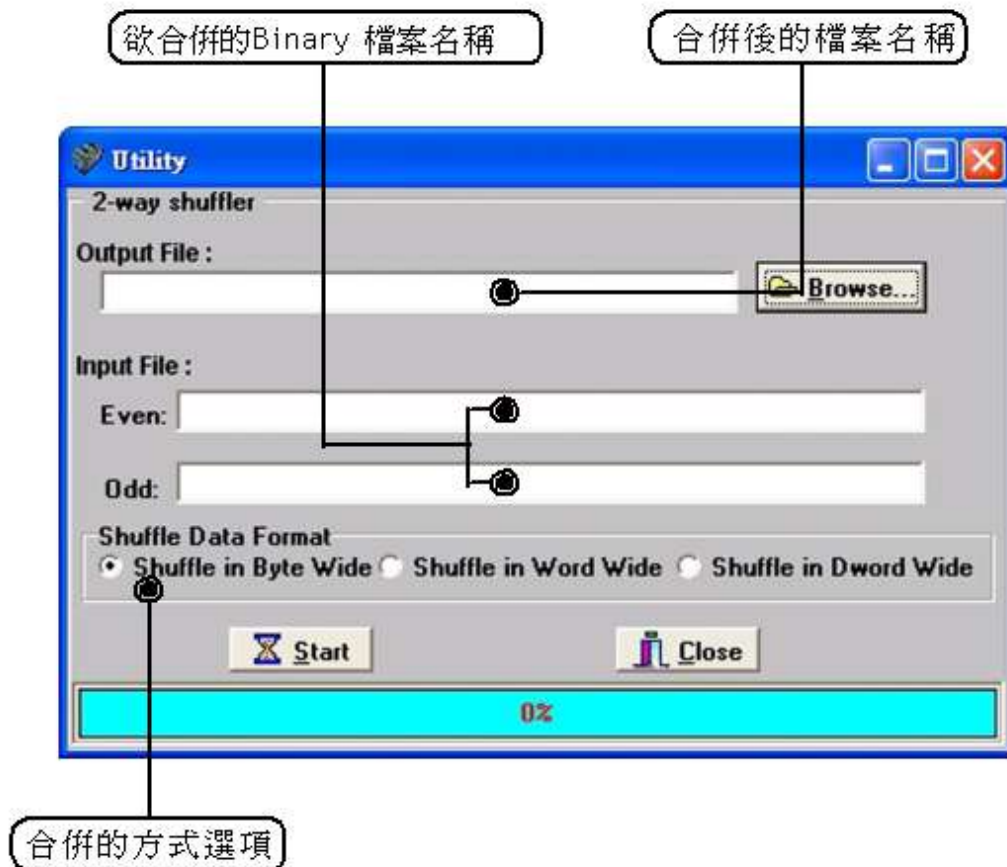 欲合併的Binary 檔案名稱
合併後的檔案名稱
Utility
2-way shuffler
Output File :
Browse...
Input File :
Even:
Odd:
Shuffle Data Format
Shuffle in Byte Wide
Shuffle in Word Wide
Shuffle in Dword Wide
Start
Close
0%
合併的方式選項